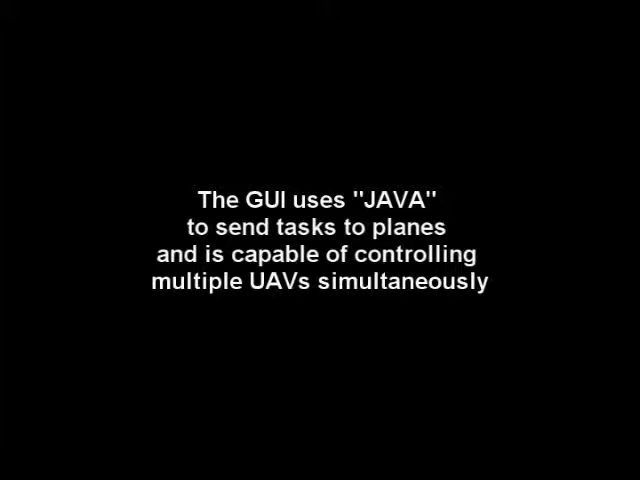 The GUI uses "JAVA"
to send tasks to planes
and is capable of controlling
multiple UAVs simultaneously